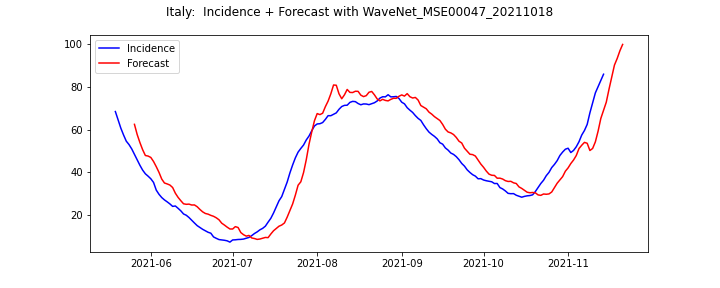 Italy:  Incidence + Forecast with WaveNet_MSE00047_20211018
Incidence
Forecast
100
80
60
40
20
2021-06 2021-07 2021-08 2021-09 2021-10 2021-11